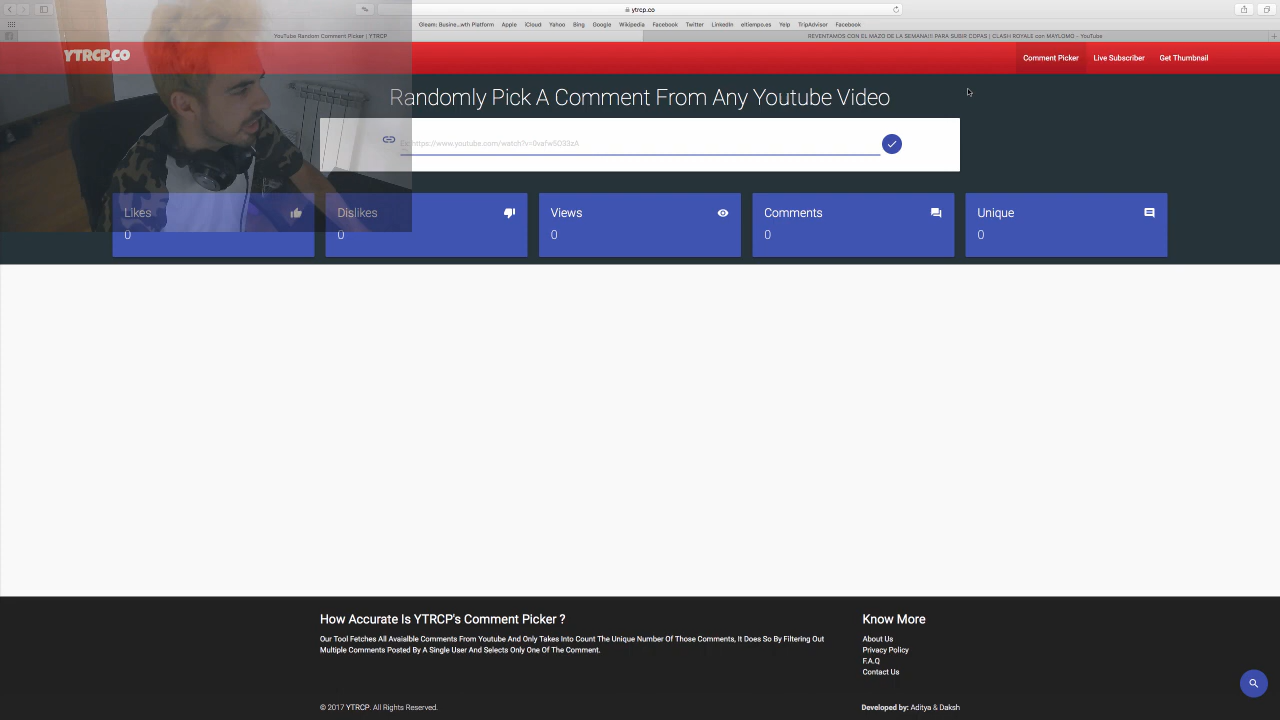 ytrcp.co
Gleam: Busine...wth Platform Apple iCloud Yahoo Bing Google Wikipedia Facebook Twitter LinkedIn eltiempo.es Yelp TripAdvisor Facebook
YouTube Random Comment Picker | YTRCP
REVENTAMOS CON EL MAZO DE LA SEMANA!!! PARA SUBIR COPAS | CLASH ROYALE con MAYLOMO - YouTube
YTRCP.CO
Comment Picker Live Subscriber Get Thumbnail
Randomly Pick A Comment From Any Youtube Video
Likes
0
Dislikes
0
Views
0
Comments
0
Unique
0
How Accurate Is YTRCP's Comment Picker ?
Our Tool Fetches All Avaialble Comments From Youtube And Only Takes Into Count The Unique Number Of Those Comments, It Does So By Filtering Out
Multiple Comments Posted By A Single User And Selects Only One Of The Comment.
Know More
About Us
Privacy Policy
F.A.Q
Contact Us
© 2017 YTRCP. All Rights Reserved.
Developed by: Aditya & Daksh